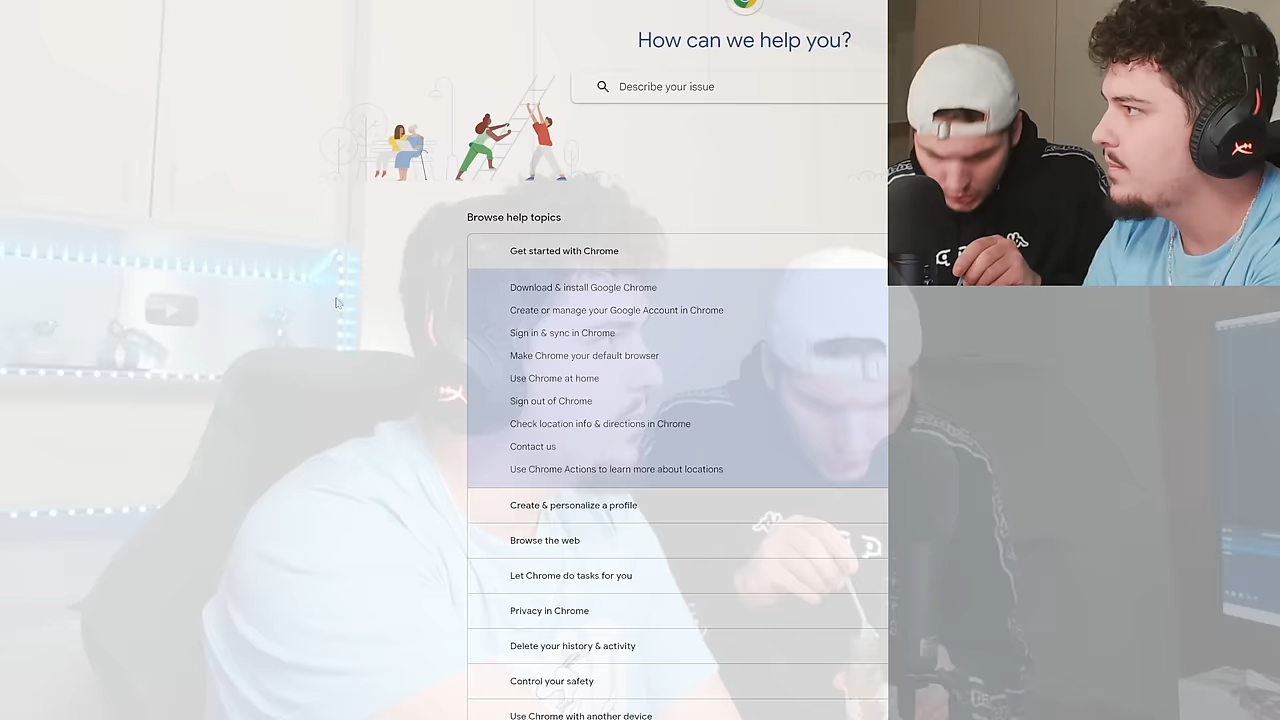 How can we help you?
Describe your issue
Browse help topics
Get started with Chrome
Download & install Google Chrome
Create or manage your Google Account in Chrome
Sign in & sync in Chrome
Make Chrome your default browser
Use Chrome at home
Sign out of Chrome
Check location info & directions in Chrome
Contact us
Use Chrome Actions to learn more about locations
Create & personalize a profile
Browse the web
Let Chrome do tasks for you
Privacy in Chrome
Delete your history & activity
Control your safety
Use Chrome with another device